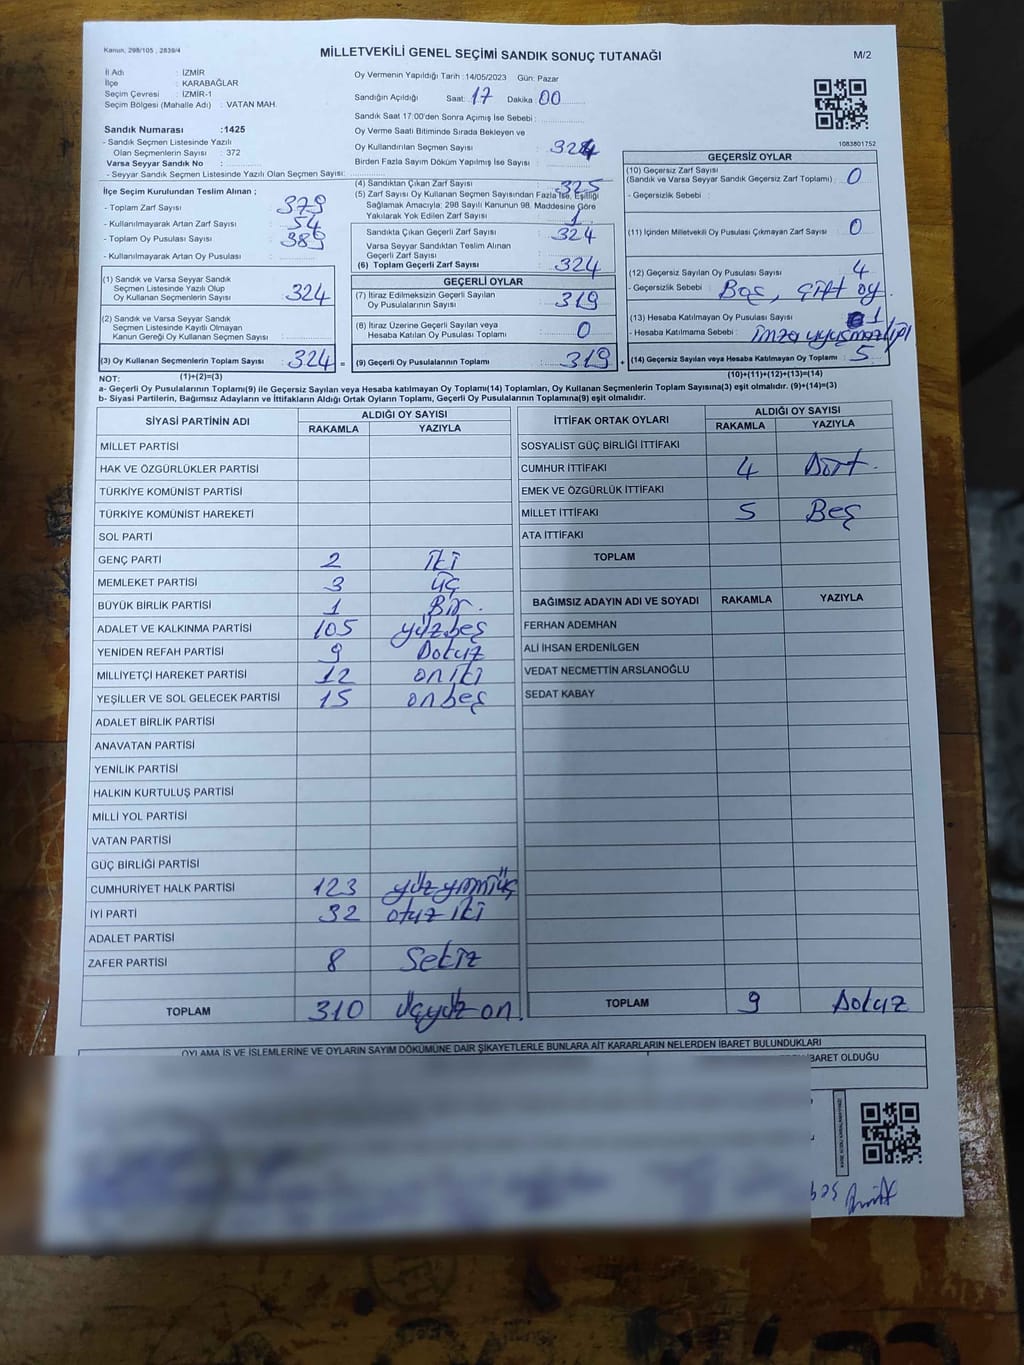 Kanun, 298/105 , 2839/4
MİLLETVEKİLİ GENEL SEÇİMİ SANDIK SONUÇ TUTANAĞI
M/2
İl Adı : İZMİR
İlçe : KARABAĞLAR
Seçim Çevresi : İZMİR-1
Seçim Bölgesi (Mahalle Adı) : VATAN MAH.
Oy Vermenin Yapıldığı Tarih :14/05/2023 Gün: Pazar
Sandığın Açıldığı Saat: 17 Dakika 00
Sandık Saat 17:00'den Sonra Açımış İse Sebebi :
Oy Verme Saati Bitiminde Sırada Bekleyen ve
Oy Kullandırılan Seçmen Sayısı : 324
Birden Fazla Sayım Döküm Yapılmış İse Sayısı :
1083801752
Sandık Numarası :1425
- Sandık Seçmen Listesinde Yazılı
Olan Seçmenlerin Sayısı : 372
Varsa Seyyar Sandık No :
- Seyyar Sandık Seçmen Listesinde Yazılı Olan Seçmen Sayısı:
İlçe Seçim Kurulundan Teslim Alınan ;
- Toplam Zarf Sayısı : 379
- Kullanılmayarak Artan Zarf Sayısı : 54
- Toplam Oy Pusulası Sayısı : 389
- Kullanılmayarak Artan Oy Pusulası :
(1) Sandık ve Varsa Seyyar Sandık
Seçmen Listesinde Yazılı Olup
Oy Kullanan Seçmenlerin Sayısı : 324
(2) Sandık ve Varsa Seyyar Sandık
Seçmen Listesinde Kayıtlı Olmayan
Kanun Gereği Oy Kullanan Seçmen Sayısı :
(3) Oy Kullanan Seçmenlerin Toplam Sayısı : 324 =
(1)+(2)=(3)
(4) Sandıktan Çıkan Zarf Sayısı : 325
(5) Zarf Sayısı Oy Kullanan Seçmen Sayısından Fazla İse, Eşitliği
Sağlamak Amacıyla; 298 Sayılı Kanunun 98. Maddesine Göre
Yakılarak Yok Edilen Zarf Sayısı : 1
Sandıkta Çıkan Geçerli Zarf Sayısı : 324
Varsa Seyyar Sandıktan Teslim Alınan
Geçerli Zarf Sayısı :
(6) Toplam Geçerli Zarf Sayısı : 324
GEÇERLİ OYLAR
(7) İtiraz Edilmeksizin Geçerli Sayılan
Oy Pusulalarının Sayısı : 319
(8) İtiraz Üzerine Geçerli Sayılan veya
Hesaba Katılan Oy Pusulası Toplamı : 0
(9) Geçerli Oy Pusulalarının Toplamı : 319 +
GEÇERSİZ OYLAR
(10) Geçersiz Zarf Sayısı
(Sandık ve Varsa Seyyar Sandık Geçersiz Zarf Toplamı) : 0
- Geçersizlik Sebebi :
(11) İçinden Milletvekili Oy Pusulası Çıkmayan Zarf Sayısı : 0
(12) Geçersiz Sayılan Oy Pusulası Sayısı : 4
- Geçersizlik Sebebi : Boş, çift oy.
(13) Hesaba Katılmayan Oy Pusulası Sayısı : 1
- Hesaba Katılmama Sebebi : imza uyuşmazlığı
(14) Geçersiz Sayılan veya Hesaba Katılmayan Oy Toplamı : 5
(10)+(11)+(12)+(13)=(14)
NOT:
a- Geçerli Oy Pusulalarının Toplamı(9) ile Geçersiz Sayılan veya Hesaba katılmayan Oy Toplamı(14) Toplamları, Oy Kullanan Seçmenlerin Toplam Sayısına(3) eşit olmalıdır. (9)+(14)=(3)
b- Siyasi Partilerin, Bağımsız Adayların ve İttifakların Aldığı Ortak Oyların Toplamı, Geçerli Oy Pusulalarının Toplamına(9) eşit olmalıdır.
SİYASİ PARTİNİN ADI ALDIĞI OY SAYISI
RAKAMLA YAZIYLA
MİLLET PARTİSİ
HAK VE ÖZGÜRLÜKLER PARTİSİ
TÜRKİYE KOMÜNİST PARTİSİ
TÜRKİYE KOMÜNİST HAREKETİ
SOL PARTİ
GENÇ PARTİ 2 iki
MEMLEKET PARTİSİ 3 üç
BÜYÜK BİRLİK PARTİSİ 1 Bir.
ADALET VE KALKINMA PARTİSİ 105 yüzbeş
YENİDEN REFAH PARTİSİ 9 Dokuz
MİLLİYETÇİ HAREKET PARTİSİ 12 oniki
YEŞİLLER VE SOL GELECEK PARTİSİ 15 onbeş
ADALET BİRLİK PARTİSİ
ANAVATAN PARTİSİ
YENİLİK PARTİSİ
HALKIN KURTULUŞ PARTİSİ
MİLLİ YOL PARTİSİ
VATAN PARTİSİ
GÜÇ BİRLİĞİ PARTİSİ
CUMHURİYET HALK PARTİSİ 123 yüz yirmiüç
İYİ PARTİ 32 otuz iki
ADALET PARTİSİ
ZAFER PARTİSİ 8 Sekiz
TOPLAM 310 üçyüz on.
İTTİFAK ORTAK OYLARI ALDIĞI OY SAYISI
RAKAMLA YAZIYLA
SOSYALİST GÜÇ BİRLİĞİ İTTİFAKI
CUMHUR İTTİFAKI 4 Dört.
EMEK VE ÖZGÜRLÜK İTTİFAKI
MİLLET İTTİFAKI 5 Beş
ATA İTTİFAKI
TOPLAM
BAĞIMSIZ ADAYIN ADI VE SOYADI RAKAMLA YAZIYLA
FERHAN ADEMHAN
ALİ İHSAN ERDENİLGEN
VEDAT NECMETTİN ARSLANOĞLU
SEDAT KABAY
TOPLAM 9 Dokuz
OYLAMA İŞ VE İŞLEMLERİNE VE OYLARIN SAYIM DÖKÜMÜNE DAİR ŞİKAYETLERLE BUNLARA AİT KARARLARIN NELERDEN İBARET BULUNDUKLARI
İBARET OLDUĞU